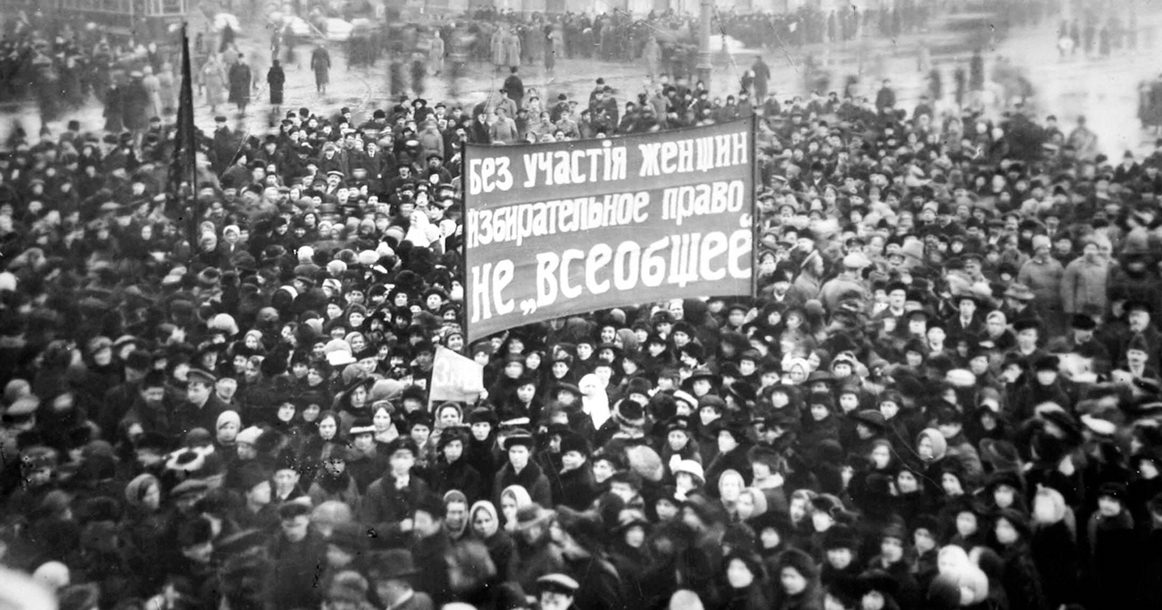 Без участія женщин
избирательное право
не „всеобщее"